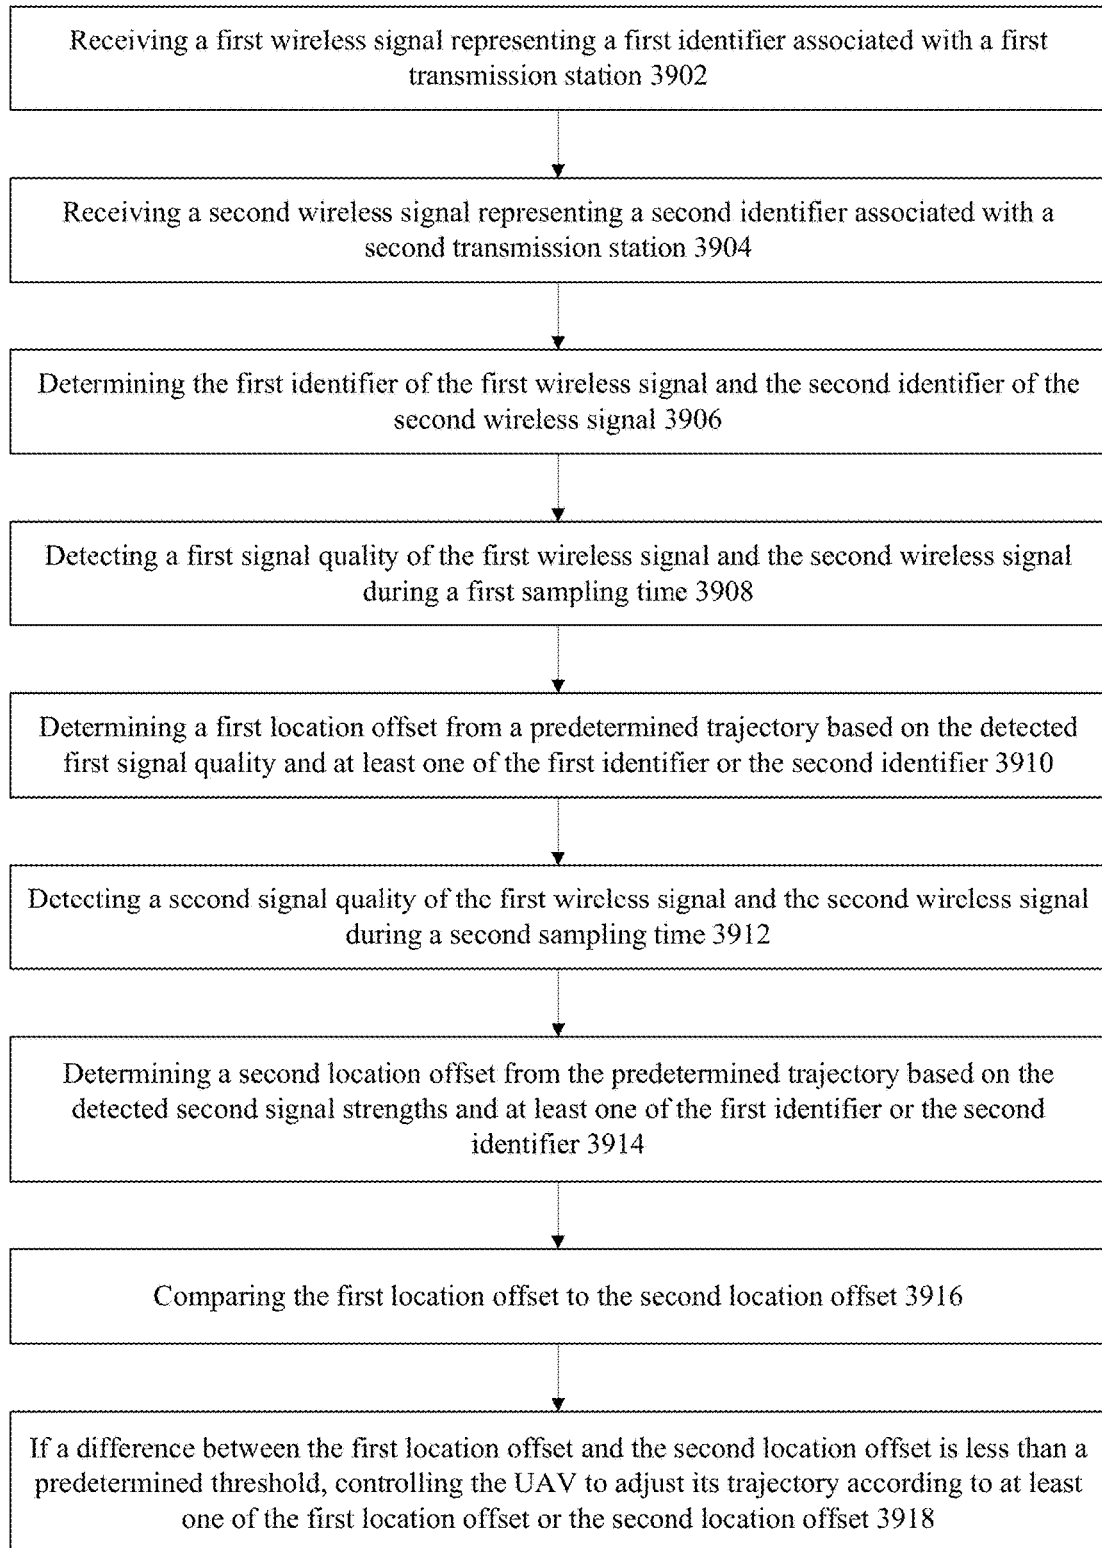 Receiving a first wireless signal representing a first identifier associated with a first
transmission station 3902
Receiving a second wireless signal representing a second identifier associated with a
second transmission station 3904
Determining the first identifier of the first wireless signal and the second identifier of the
second wireless signal 3906
Detecting a first signal quality of the first wireless signal and the second wireless signal
during a first sampling time 3908
Determining a first location offset from a predetermined trajectory based on the detected
first signal quality and at least one of the first identifier or the second identifier 3910
Detecting a second signal quality of the first wireless signal and the second wireless signal
during a second sampling time 3912
Determining a second location offset from the predetermined trajectory based on the
detected second signal strengths and at least one of the first identifier or the second
identifier 3914
Comparing the first location offset to the second location offset 3916
If a difference between the first location offset and the second location offset is less than a
predetermined threshold, controlling the UAV to adjust its trajectory according to at least
one of the first location offset or the second location offset 3918